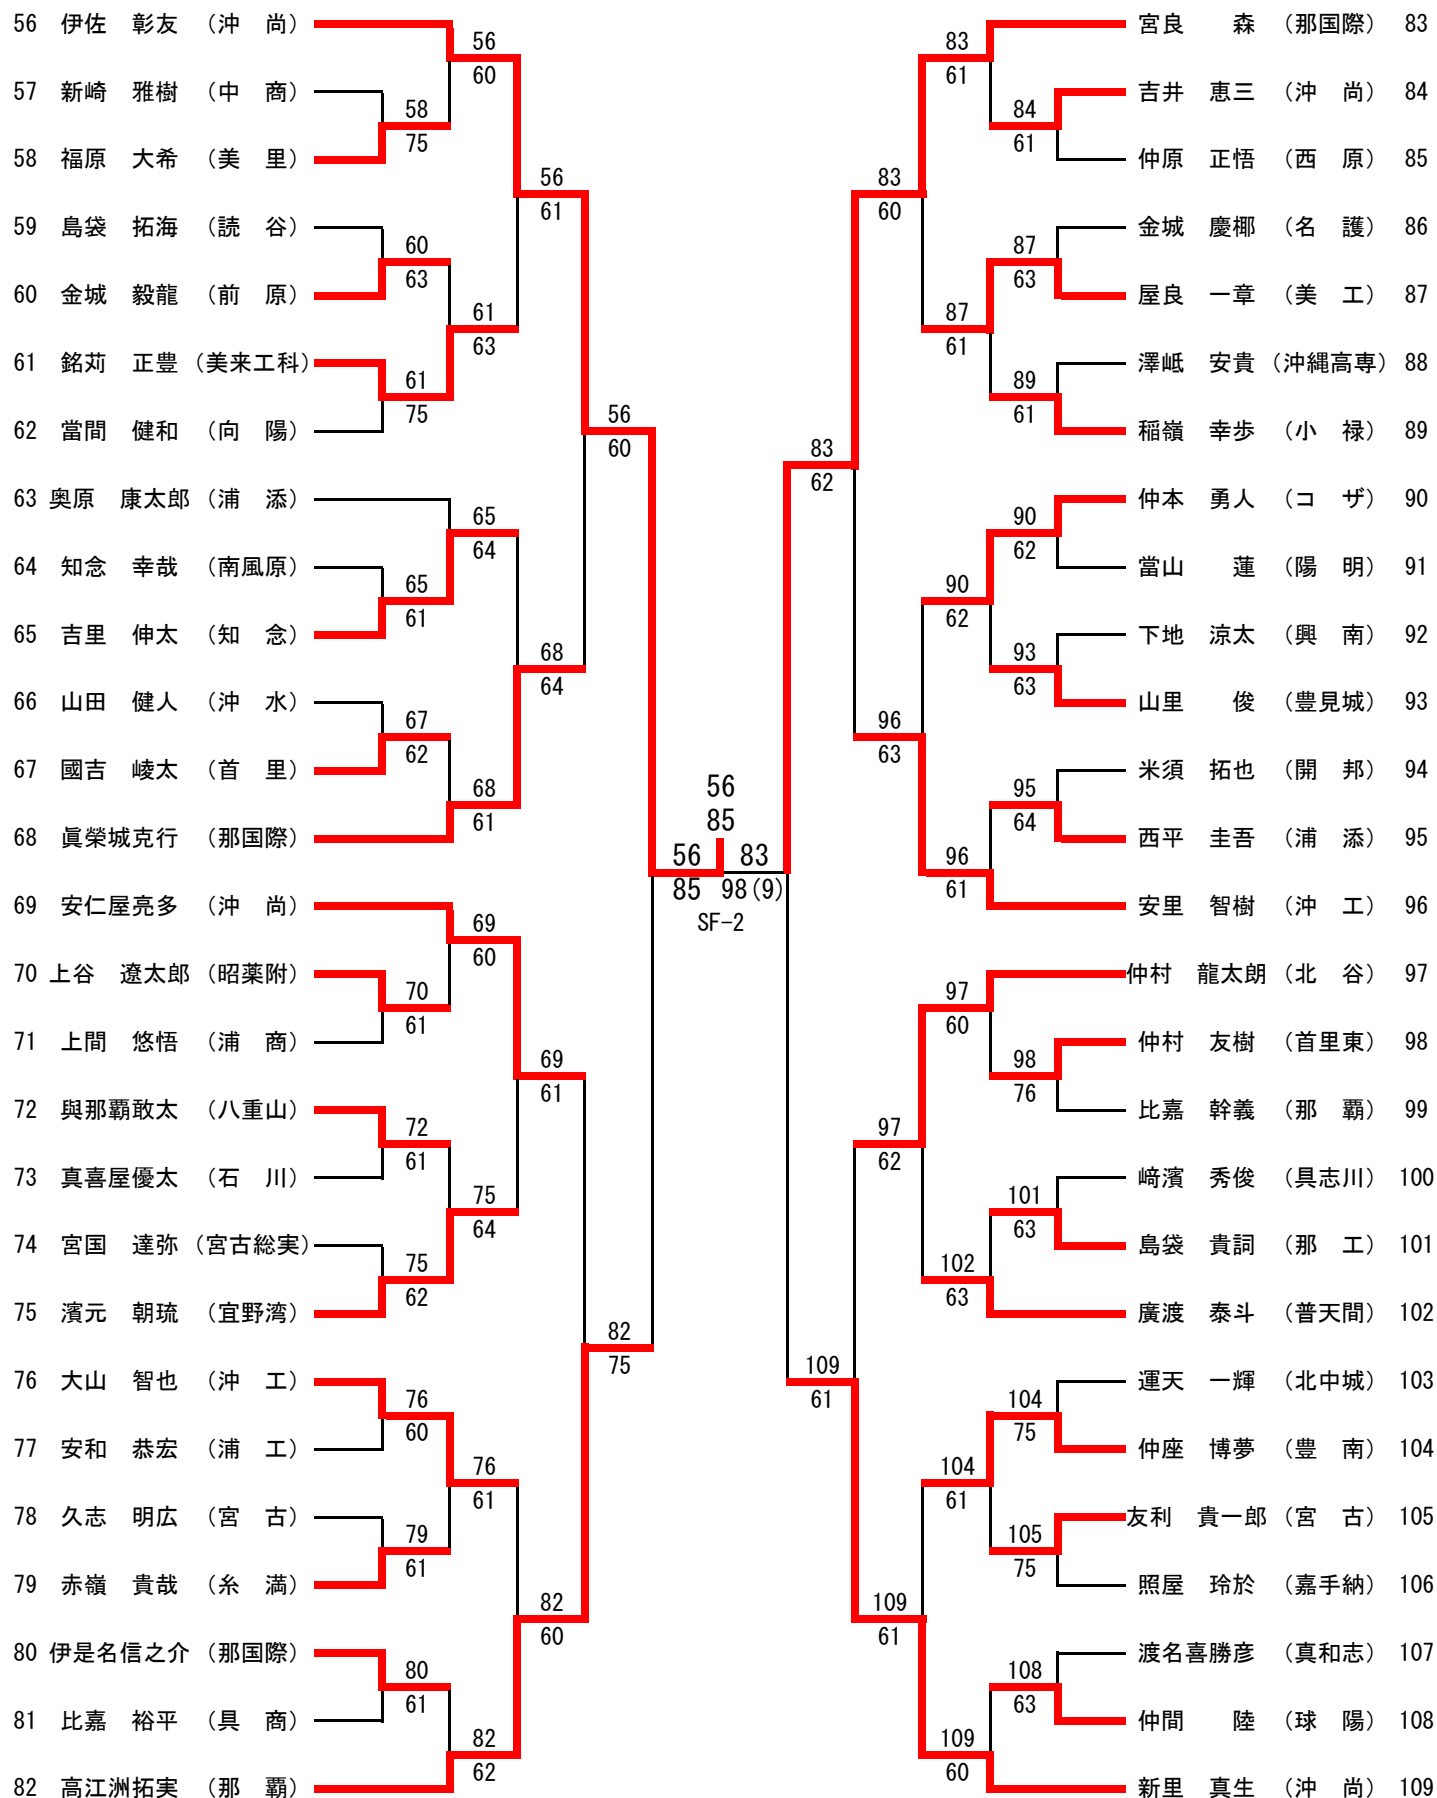 56 伊佐 彰友 (沖 尚)
57 新崎 雅樹 (中 商)
58 福原 大希 (美 里)
59 島袋 拓海 (読 谷)
60 金城 毅龍 (前 原)
61 銘苅 正豊 (美来工科)
62 當間 健和 (向 陽)
63 奥原 康太郎 (浦 添)
64 知念 幸哉 (南風原)
65 吉里 伸太 (知 念)
66 山田 健人 (沖 水)
67 國吉 崚太 (首 里)
68 眞榮城克行 (那国際)
69 安仁屋亮多 (沖 尚)
70 上谷 遼太郎 (昭薬附)
71 上間 悠悟 (浦 商)
72 與那覇敢太 (八重山)
73 真喜屋優太 (石 川)
74 宮国 達弥 (宮古総実)
75 濱元 朝琉 (宜野湾)
76 大山 智也 (沖 工)
77 安和 恭宏 (浦 工)
78 久志 明広 (宮 古)
79 赤嶺 貴哉 (糸 満)
80 伊是名信之介 (那国際)
81 比嘉 裕平 (具 商)
82 高江洲拓実 (那 覇)
58
75
60
63
61
75
65
61
67
62
70
61
72
61
75
62
76
60
79
61
80
61
56
60
61
63
65
64
68
61
69
60
75
64
76
61
82
62
56
61
68
64
69
61
82
60
56
60
82
75
56
85
56
85
83
98(9)
SF-2
83
62
109
61
83
60
96
63
97
62
109
61
83
61
87
61
90
62
96
61
97
60
102
63
104
61
109
60
84
61
87
63
89
61
90
62
93
63
95
64
98
76
101
63
104
75
105
75
108
63
宮良 森 (那国際) 83
吉井 恵三 (沖 尚) 84
仲原 正悟 (西 原) 85
金城 慶椰 (名 護) 86
屋良 一章 (美 工) 87
澤岻 安貴 (沖縄高専) 88
稲嶺 幸歩 (小 禄) 89
仲本 勇人 (コ ザ) 90
當山 蓮 (陽 明) 91
下地 涼太 (興 南) 92
山里 俊 (豊見城) 93
米須 拓也 (開 邦) 94
西平 圭吾 (浦 添) 95
安里 智樹 (沖 工) 96
仲村 龍太朗 (北 谷) 97
仲村 友樹 (首里東) 98
比嘉 幹義 (那 覇) 99
﨑濱 秀俊 (具志川) 100
島袋 貴詞 (那 工) 101
廣渡 泰斗 (普天間) 102
運天 一輝 (北中城) 103
仲座 博夢 (豊 南) 104
友利 貴一郎 (宮 古) 105
照屋 玲於 (嘉手納) 106
渡名喜勝彦 (真和志) 107
仲間 陸 (球 陽) 108
新里 真生 (沖 尚) 109